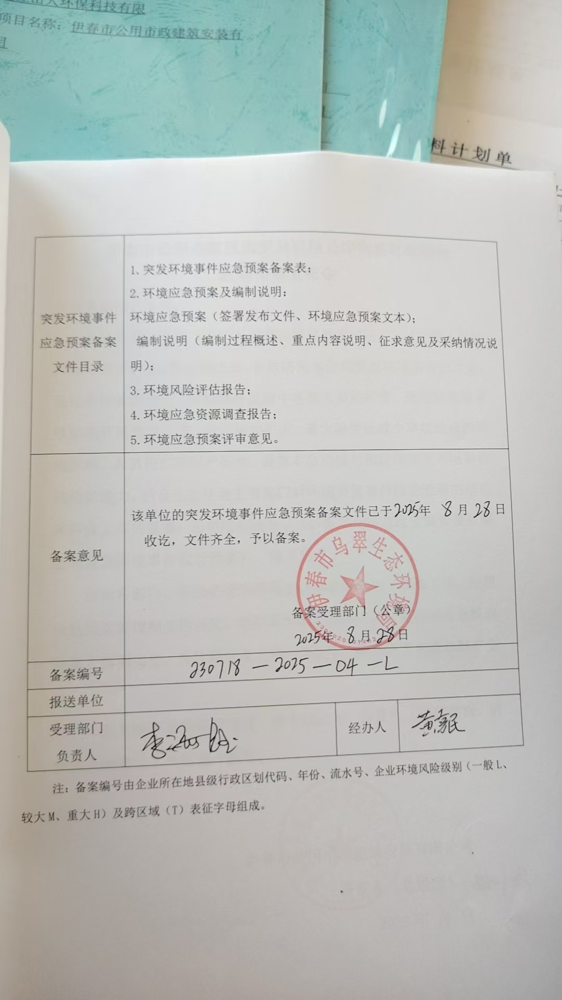 环保科技有限
项目名称：伊春市公用市政建筑安装有
目
料计划单
突发环境事件
应急预案备案
文件目录
1、突发环境事件应急预案备案表；
2.环境应急预案及编制说明：
环境应急预案（签署发布文件、环境应急预案文本）；
编制说明（编制过程概述、重点内容说明、征求意见及采纳情况说
明）；
3.环境风险评估报告；
4.环境应急资源调查报告；
5.环境应急预案评审意见。
备案意见
该单位的突发环境事件应急预案备案文件已于2025年 8月28日
收讫，文件齐全，予以备案。
伊春市乌翠生态环境局
备案受理部门（公章）
2025年 8月28日
备案编号
230718—2025—04—L
报送单位
受理部门
负责人
经办人
注：备案编号由企业所在地县级行政区划代码、年份、流水号、企业环境风险级别（一般L、
较大M、重大H）及跨区域（T）表征字母组成。